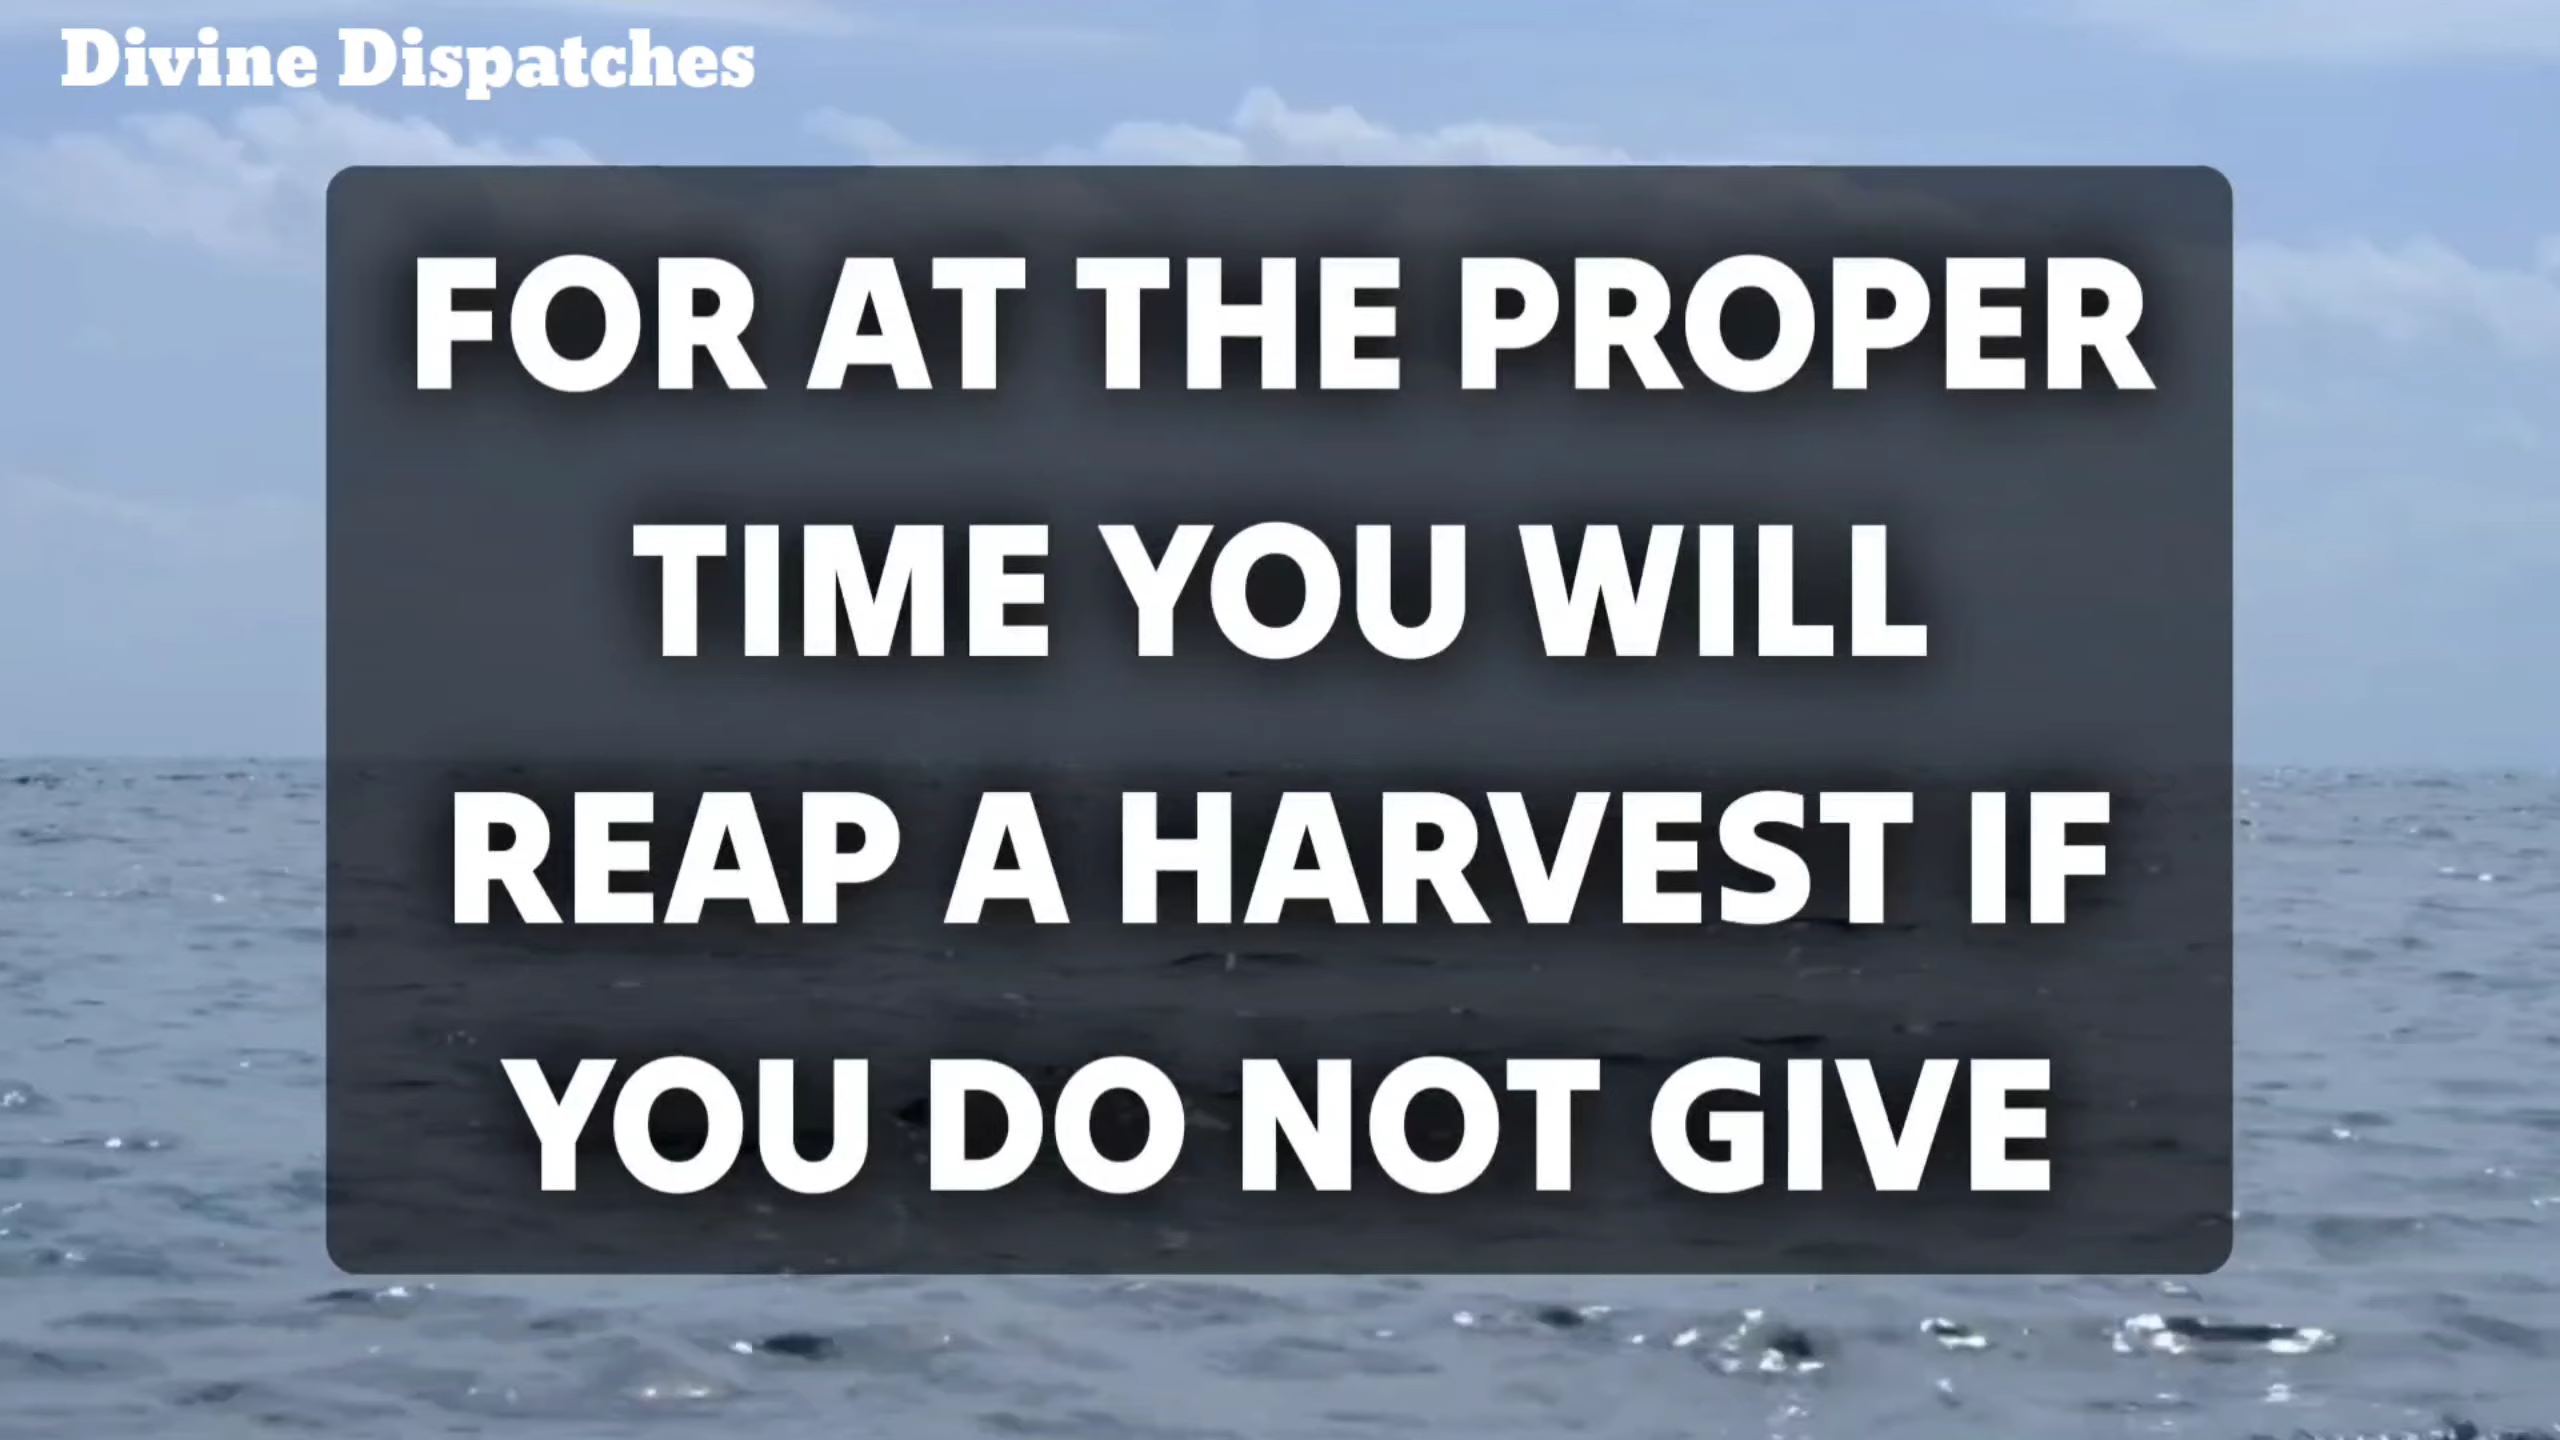 Divine Dispatches
FOR AT THE PROPER
TIME YOU WILL
REAP A HARVEST IF
YOU DO NOT GIVE